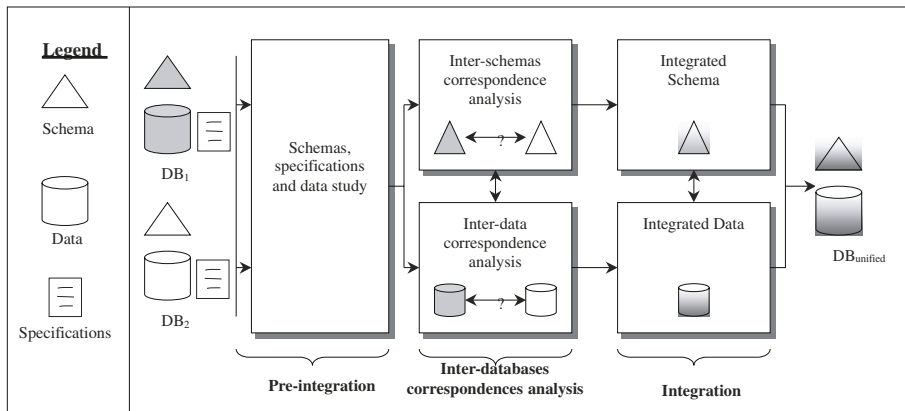 Legend
Schema
Data
Specifications
DB1
DB2
Schemas,
specifications
and data study
Inter-schemas
correspondence
analysis
?
Inter-data
correspondence
analysis
?
Integrated
Schema
Integrated Data
DBunified
Pre-integration
Inter-databases
correspondences analysis
Integration